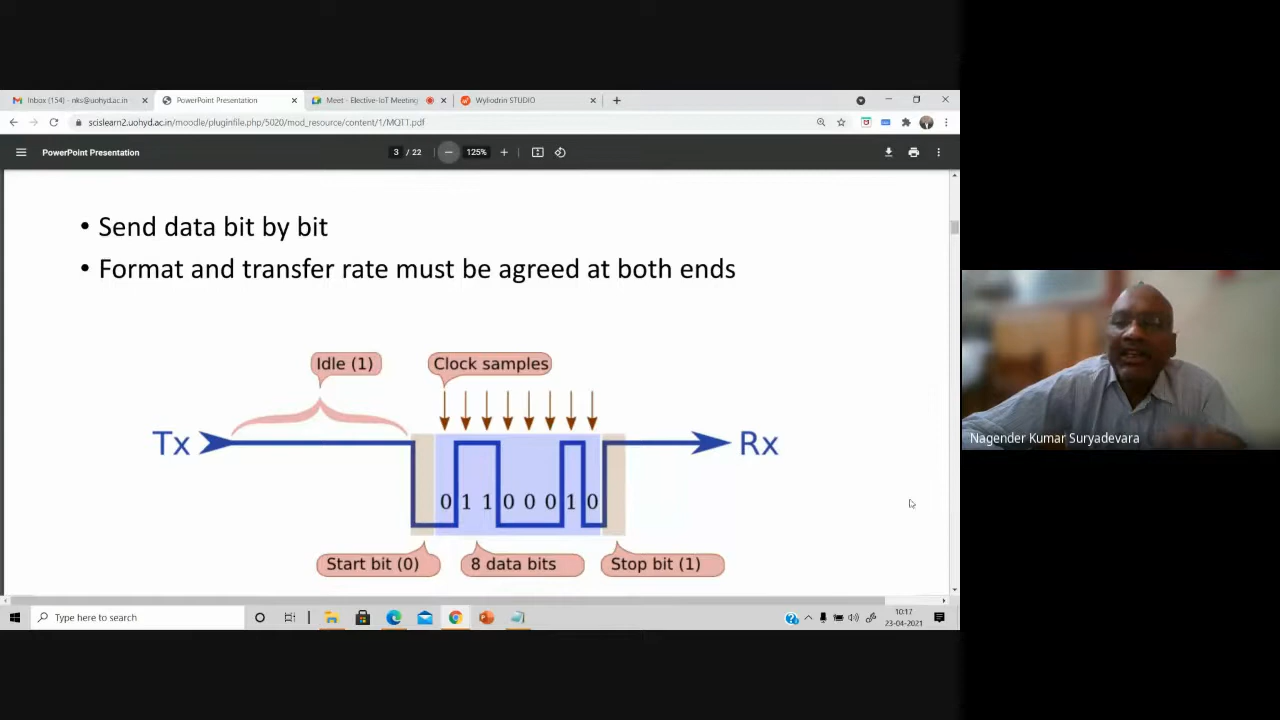 Inbox (154) - nks@uohyd.ac.in
PowerPoint Presentation
Meet - Elective-IoT Meeting
Wyliodrin STUDIO
scislearn2.uohyd.ac.in/moodle/pluginfile.php/5020/mod_resource/content/1/MQTT.pdf
PowerPoint Presentation
3 / 22
125%
• Send data bit by bit
• Format and transfer rate must be agreed at both ends
Idle (1)
Clock samples
Tx
Rx
0 1 1 0 0 0 1 0
Start bit (0)
8 data bits
Stop bit (1)
Nagender Kumar Suryadevara
Type here to search
10:17
23-04-2021